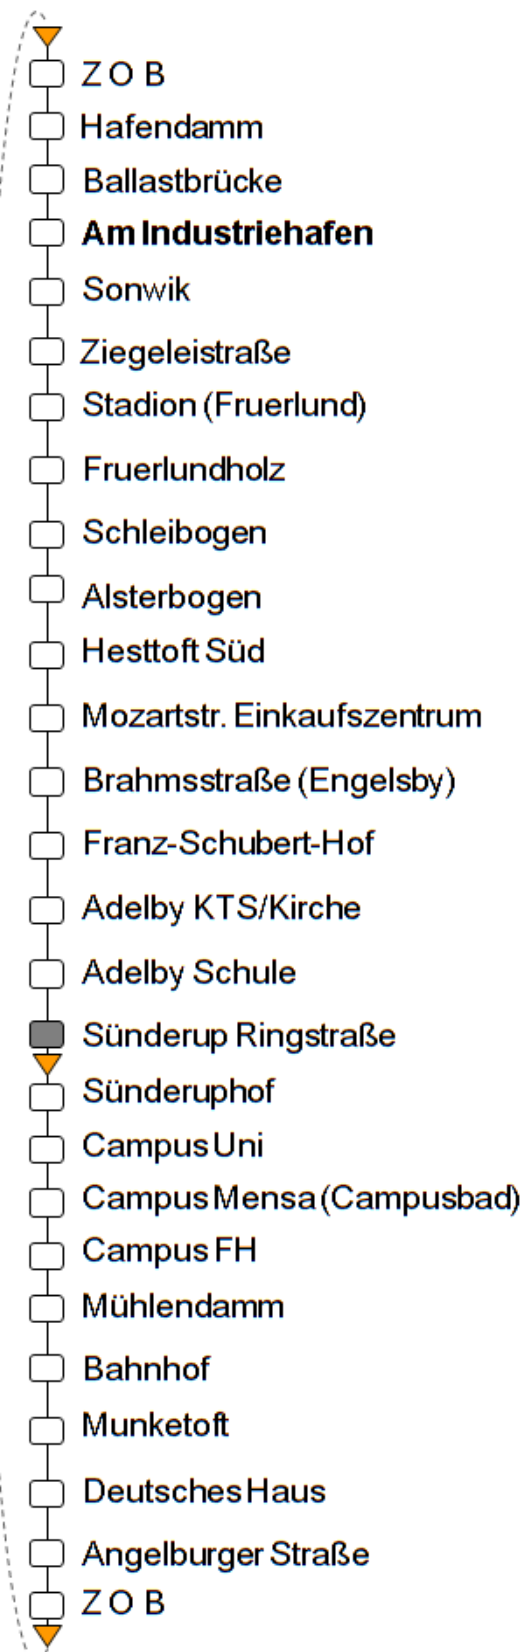 Z O B
Hafendamm
Ballastbrücke
Am Industriehafen
Sonwik
Ziegeleistraße
Stadion (Fruerlund)
Fruerlundholz
Schleibogen
Alsterbogen
Hesttoft Süd
Mozartstr. Einkaufszentrum
Brahmsstraße (Engelsby)
Franz-Schubert-Hof
Adelby KTS/Kirche
Adelby Schule
Sünderup Ringstraße
Sünderuphof
Campus Uni
Campus Mensa (Campusbad)
Campus FH
Mühlendamm
Bahnhof
Munketoft
Deutsches Haus
Angelburger Straße
Z O B